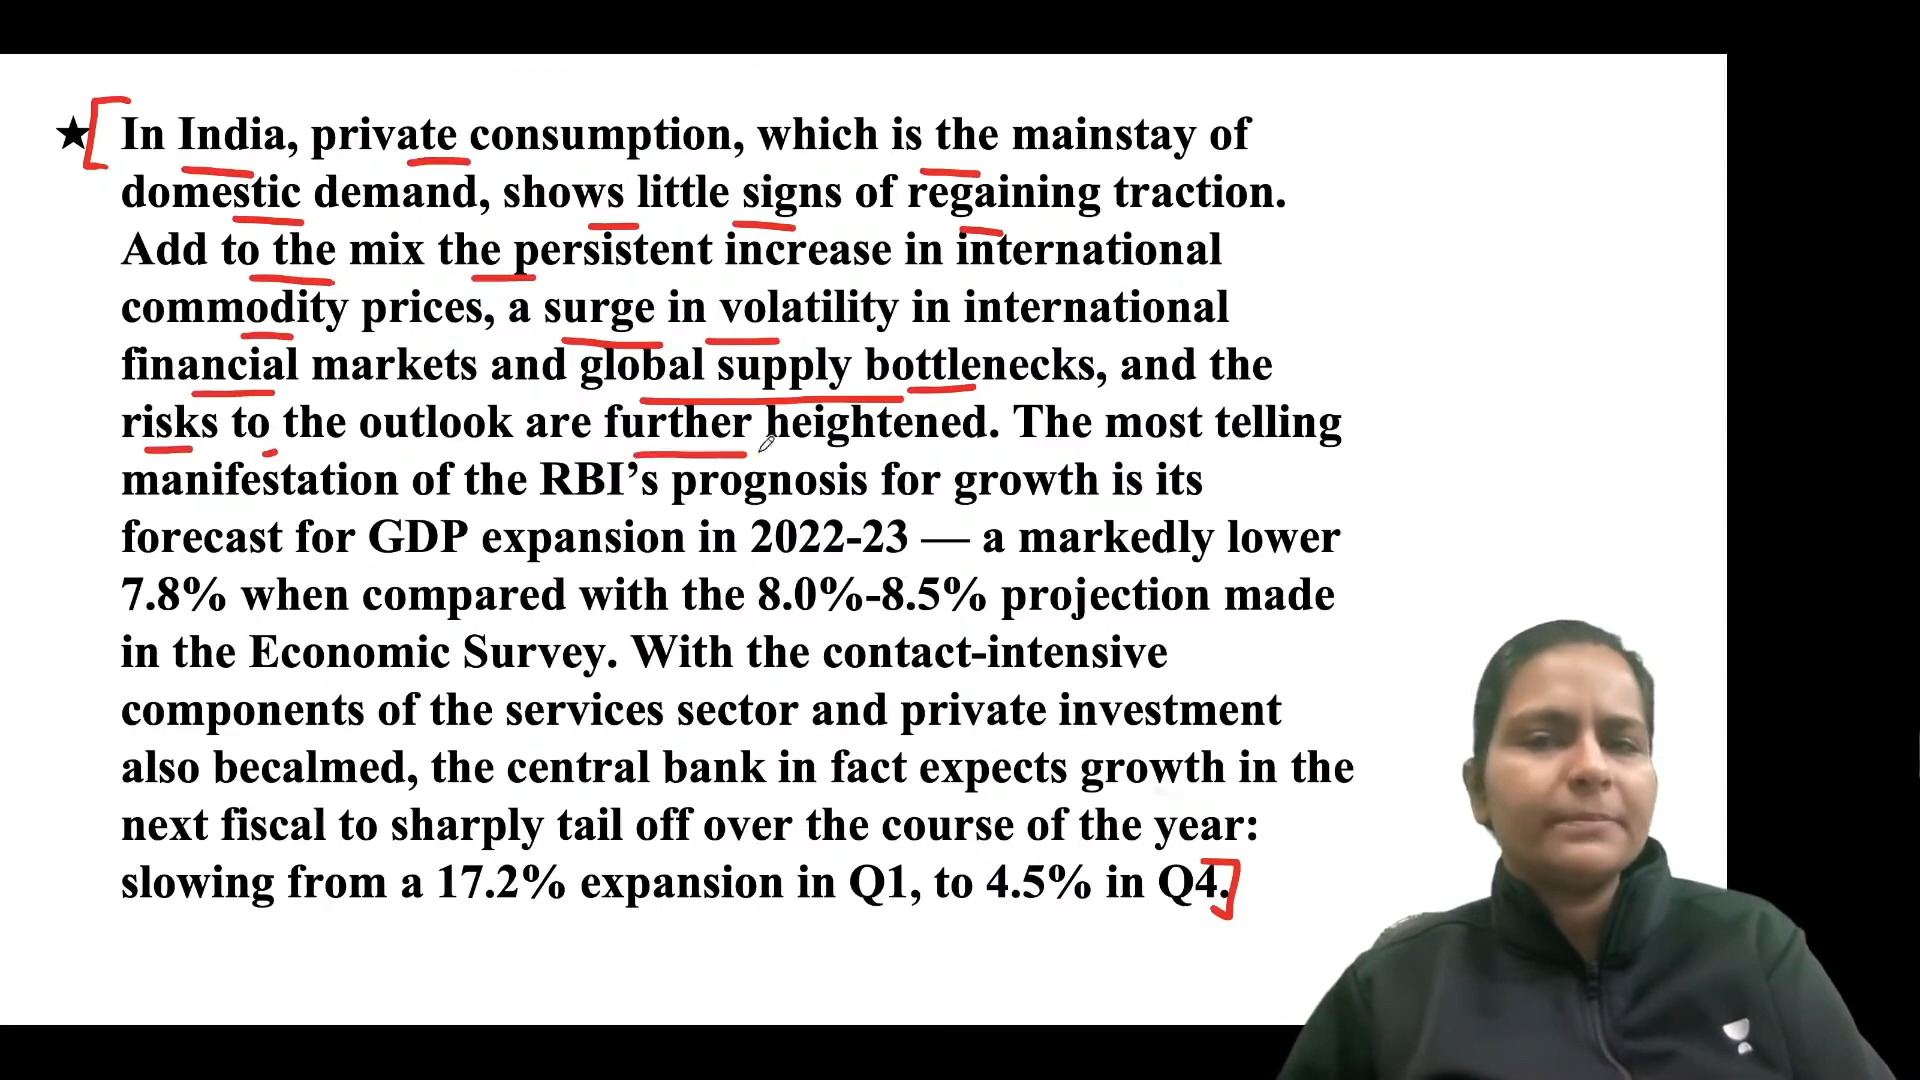 ★ In India, private consumption, which is the mainstay of
domestic demand, shows little signs of regaining traction.
Add to the mix the persistent increase in international
commodity prices, a surge in volatility in international
financial markets and global supply bottlenecks, and the
risks to the outlook are further heightened. The most telling
manifestation of the RBI’s prognosis for growth is its
forecast for GDP expansion in 2022-23 — a markedly lower
7.8% when compared with the 8.0%-8.5% projection made
in the Economic Survey. With the contact-intensive
components of the services sector and private investment
also becalmed, the central bank in fact expects growth in the
next fiscal to sharply tail off over the course of the year:
slowing from a 17.2% expansion in Q1, to 4.5% in Q4.